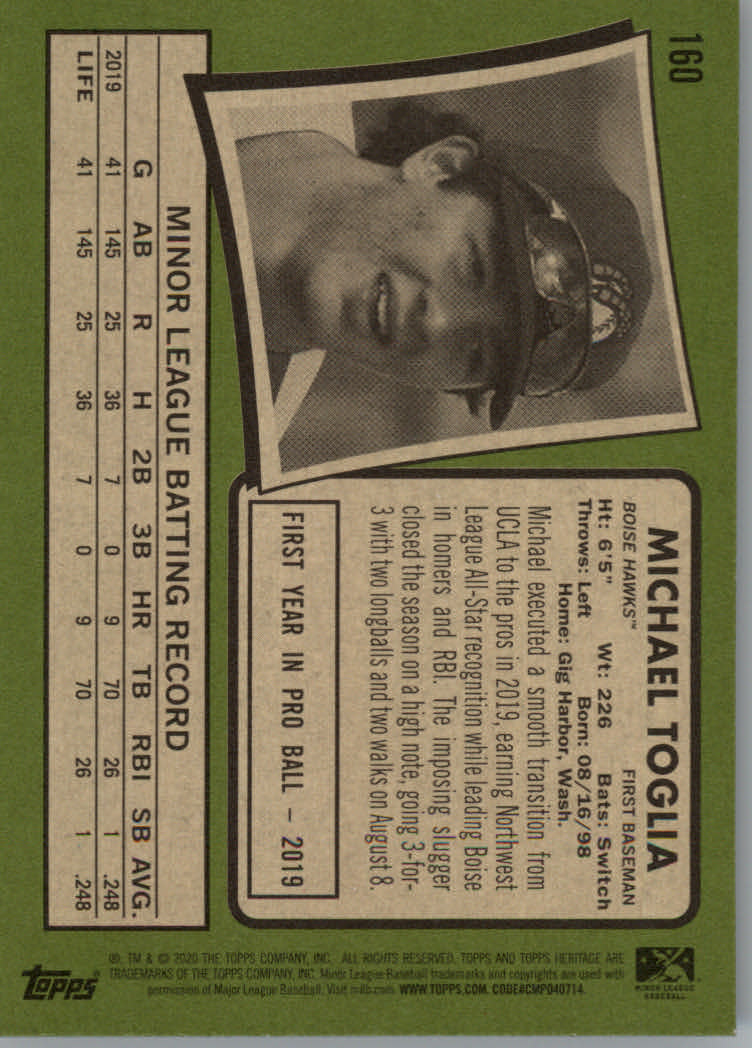 160
MICHAEL TOGLIA
BOISE HAWKS™ FIRST BASEMAN
Ht: 6'5" Wt: 226 Bats: Switch
Throws: Left Born: 08/16/98
Home: Gig Harbor, Wash.
Michael executed a smooth transition from
UCLA to the pros in 2019, earning Northwest
League All-Star recognition while leading Boise
in homers and RBI. The imposing slugger
closed the season on a high note, going 3-for-
3 with two longballs and two walks on August 8.
FIRST YEAR IN PRO BALL – 2019
MINOR LEAGUE BATTING RECORD
G AB R H 2B 3B HR TB RBI SB AVG.
2019 41 145 25 36 7 0 9 70 26 1 .248
LIFE 41 145 25 36 7 0 9 70 26 1 .248
MINOR LEAGUE
BASEBALL
®, TM & © 2020 THE TOPPS COMPANY, INC. ALL RIGHTS RESERVED. TOPPS AND TOPPS HERITAGE ARE
TRADEMARKS OF THE TOPPS COMPANY, INC. Minor League Baseball trademarks and copyrights are used with
permission of Major League Baseball. Visit milb.com. WWW.TOPPS.COM. CODE#CMP040714.
Topps®